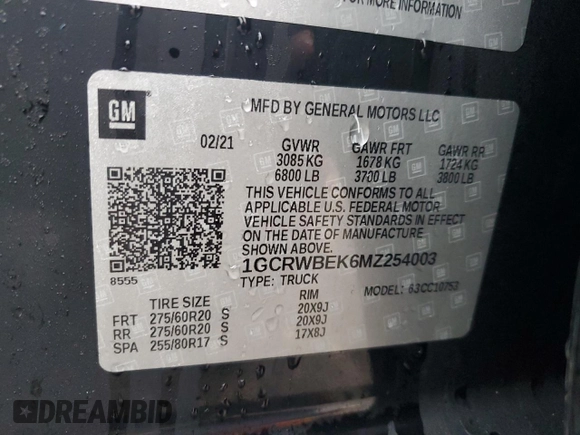 FOR MORE INFORMATION
GM
MFD BY GENERAL MOTORS LLC
02/21 GVWR GAWR FRT GAWR RR
3085 KG 1678 KG 1724 KG
6800 LB 3700 LB 3800 LB
THIS VEHICLE CONFORMS TO ALL
APPLICABLE U.S. FEDERAL MOTOR
VEHICLE SAFETY STANDARDS IN EFFECT
ON THE DATE OF MANUFACTURE
SHOWN ABOVE.
8555 1GCRWBEK6MZ254003
TYPE: TRUCK MODEL: 63CC10753
TIRE SIZE RIM
FRT 275/60R20 S 20X9J
RR 275/60R20 S 20X9J
SPA 255/80R17 S 17X8J
DREAMBID